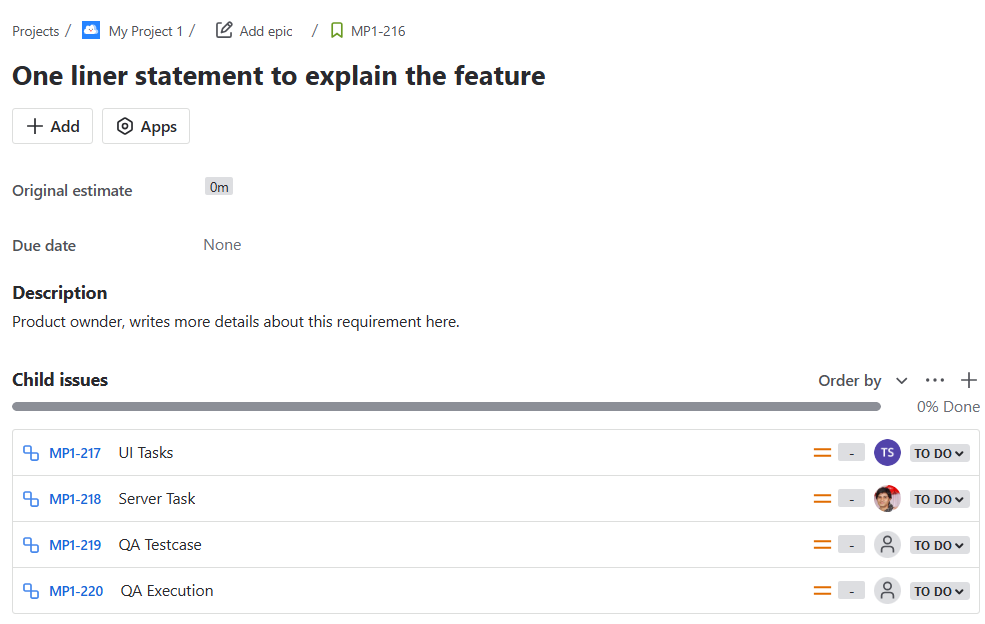 Projects / My Project 1 / Add epic / MP1-216
One liner statement to explain the feature
Add Apps
Original estimate 0m
Due date None
Description
Product ownder, writes more details about this requirement here.
Child issues Order by
0% Done
MP1-217 UI Tasks - TS TO DO
MP1-218 Server Task - TO DO
MP1-219 QA Testcase - TO DO
MP1-220 QA Execution - TO DO